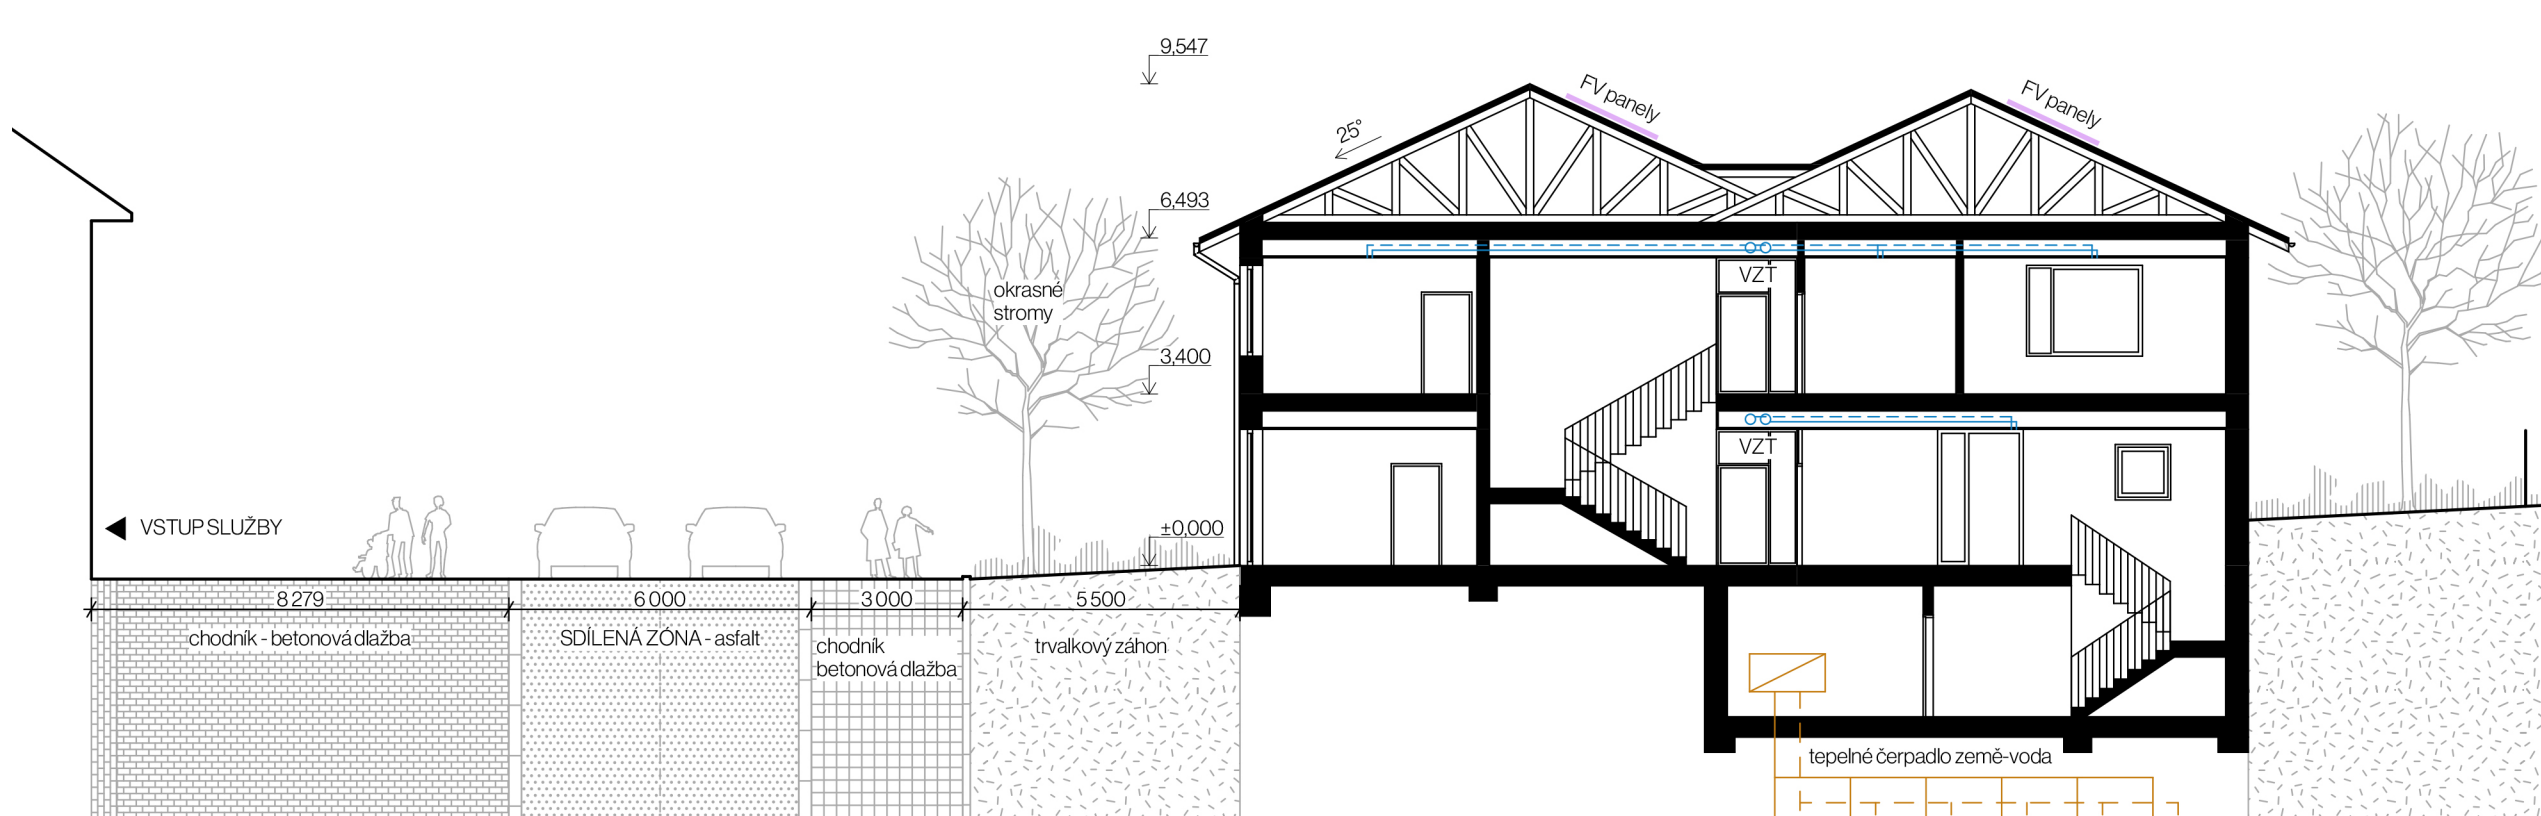 9,547
FV panely
FV panely
25°
6,493
VZT
okrasné
stromy
3,400
VZT
VSTUP SLUŽBY
±0,000
8 279
6 000
3 000
5 500
chodník - betonová dlažba
SDÍLENÁ ZÓNA - asfalt
chodník
betonová dlažba
trvalkový záhon
tepelné čerpadlo země-voda